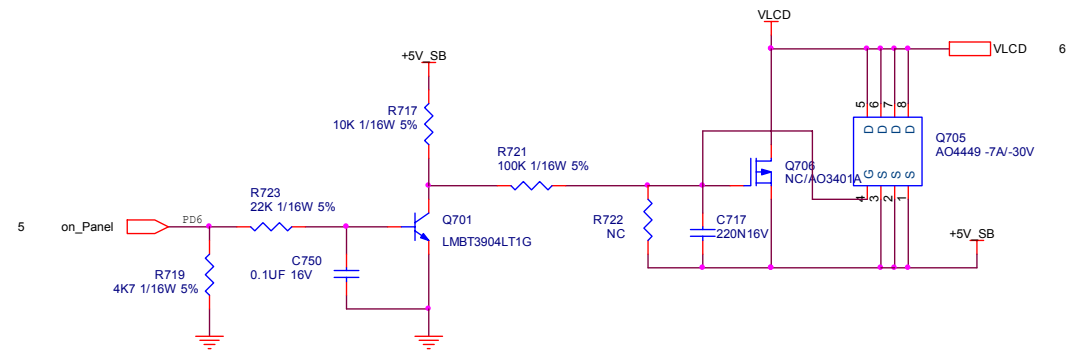 VLCD
VLCD 6
+5V_SB
R717
10K 1/16W 5%
5 6 7 8
D D D D
G S S S
4 3 2 1
Q705
AO4449 -7A/-30V
R721
100K 1/16W 5%
Q706
NC/AO3401A
R723
22K 1/16W 5%
5 on_Panel PD6
Q701
LMBT3904LT1G
R722
NC
C717
220N16V
+5V_SB
R719
4K7 1/16W 5%
C750
0.1UF 16V